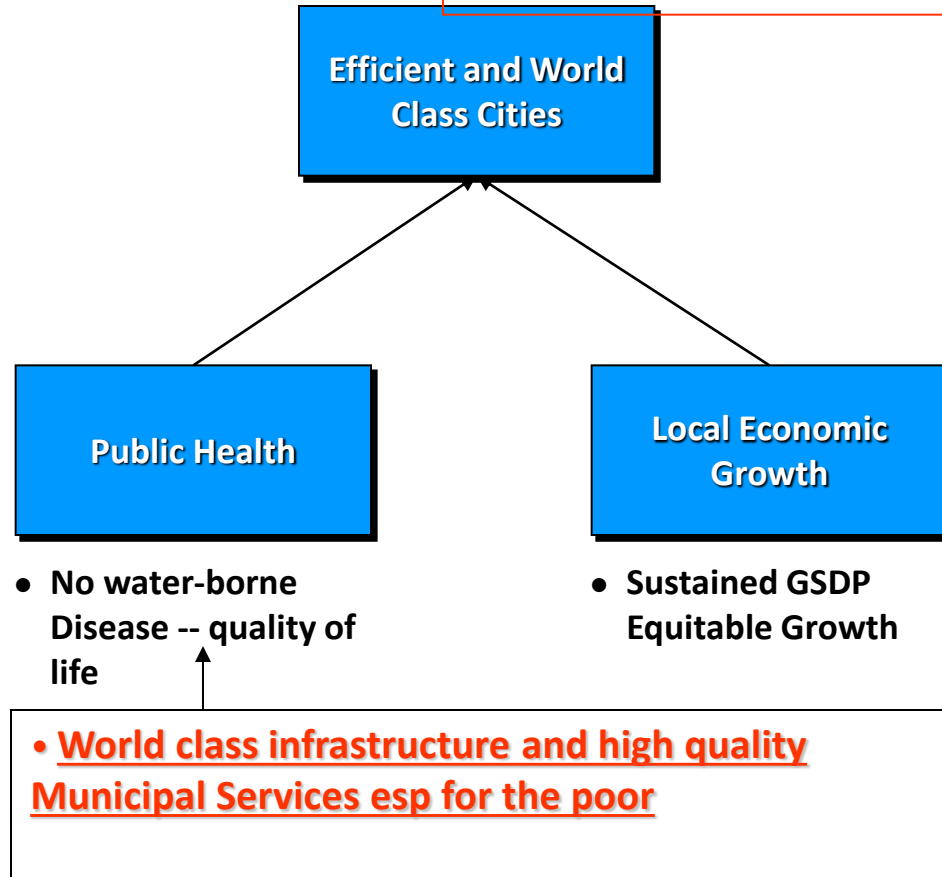 Efficient and World
Class Cities
Public Health
Local Economic
Growth
● No water-borne
Disease -- quality of
life
● Sustained GSDP
Equitable Growth
• World class infrastructure and high quality
Municipal Services esp for the poor